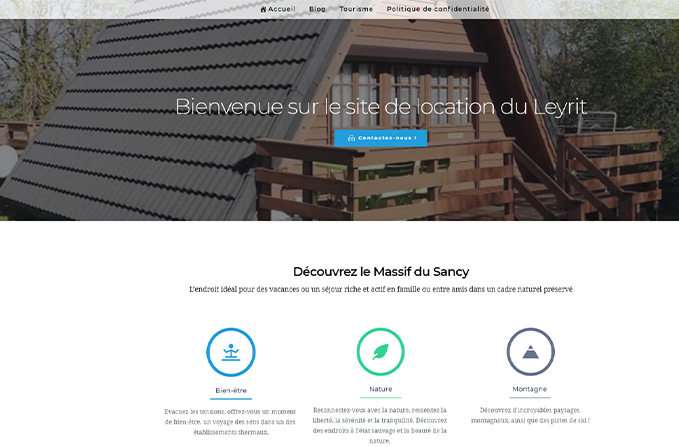 Accueil Blog Tourisme Politique de confidentialité
Bienvenue sur le site de location du Leyrit
Contactez-nous !
Découvrez le Massif du Sancy
L'endroit idéal pour des vacances ou un séjour riche et actif en famille ou entre amis dans un cadre naturel préservé
Bien-être
Evacuez les tensions, offrez-vous un moment
de bien-être, un voyage des sens dans un des
établissements thermaux.
Nature
Reconnectez-vous avec la nature, ressentez la
liberté, la sérénité et la tranquilité. Découvrez
des endroits à l'état sauvage et la beauté de la
nature.
Montagne
Découvrez d'incroyables paysages
montagneux, ainsi que des pistes de ski !